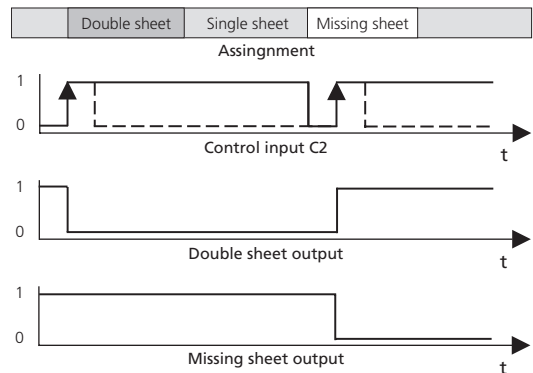 Double sheet Single sheet Missing sheet
Assingnment
1
0
Control input C2
t
1
0
Double sheet output
t
1
0
Missing sheet output
t